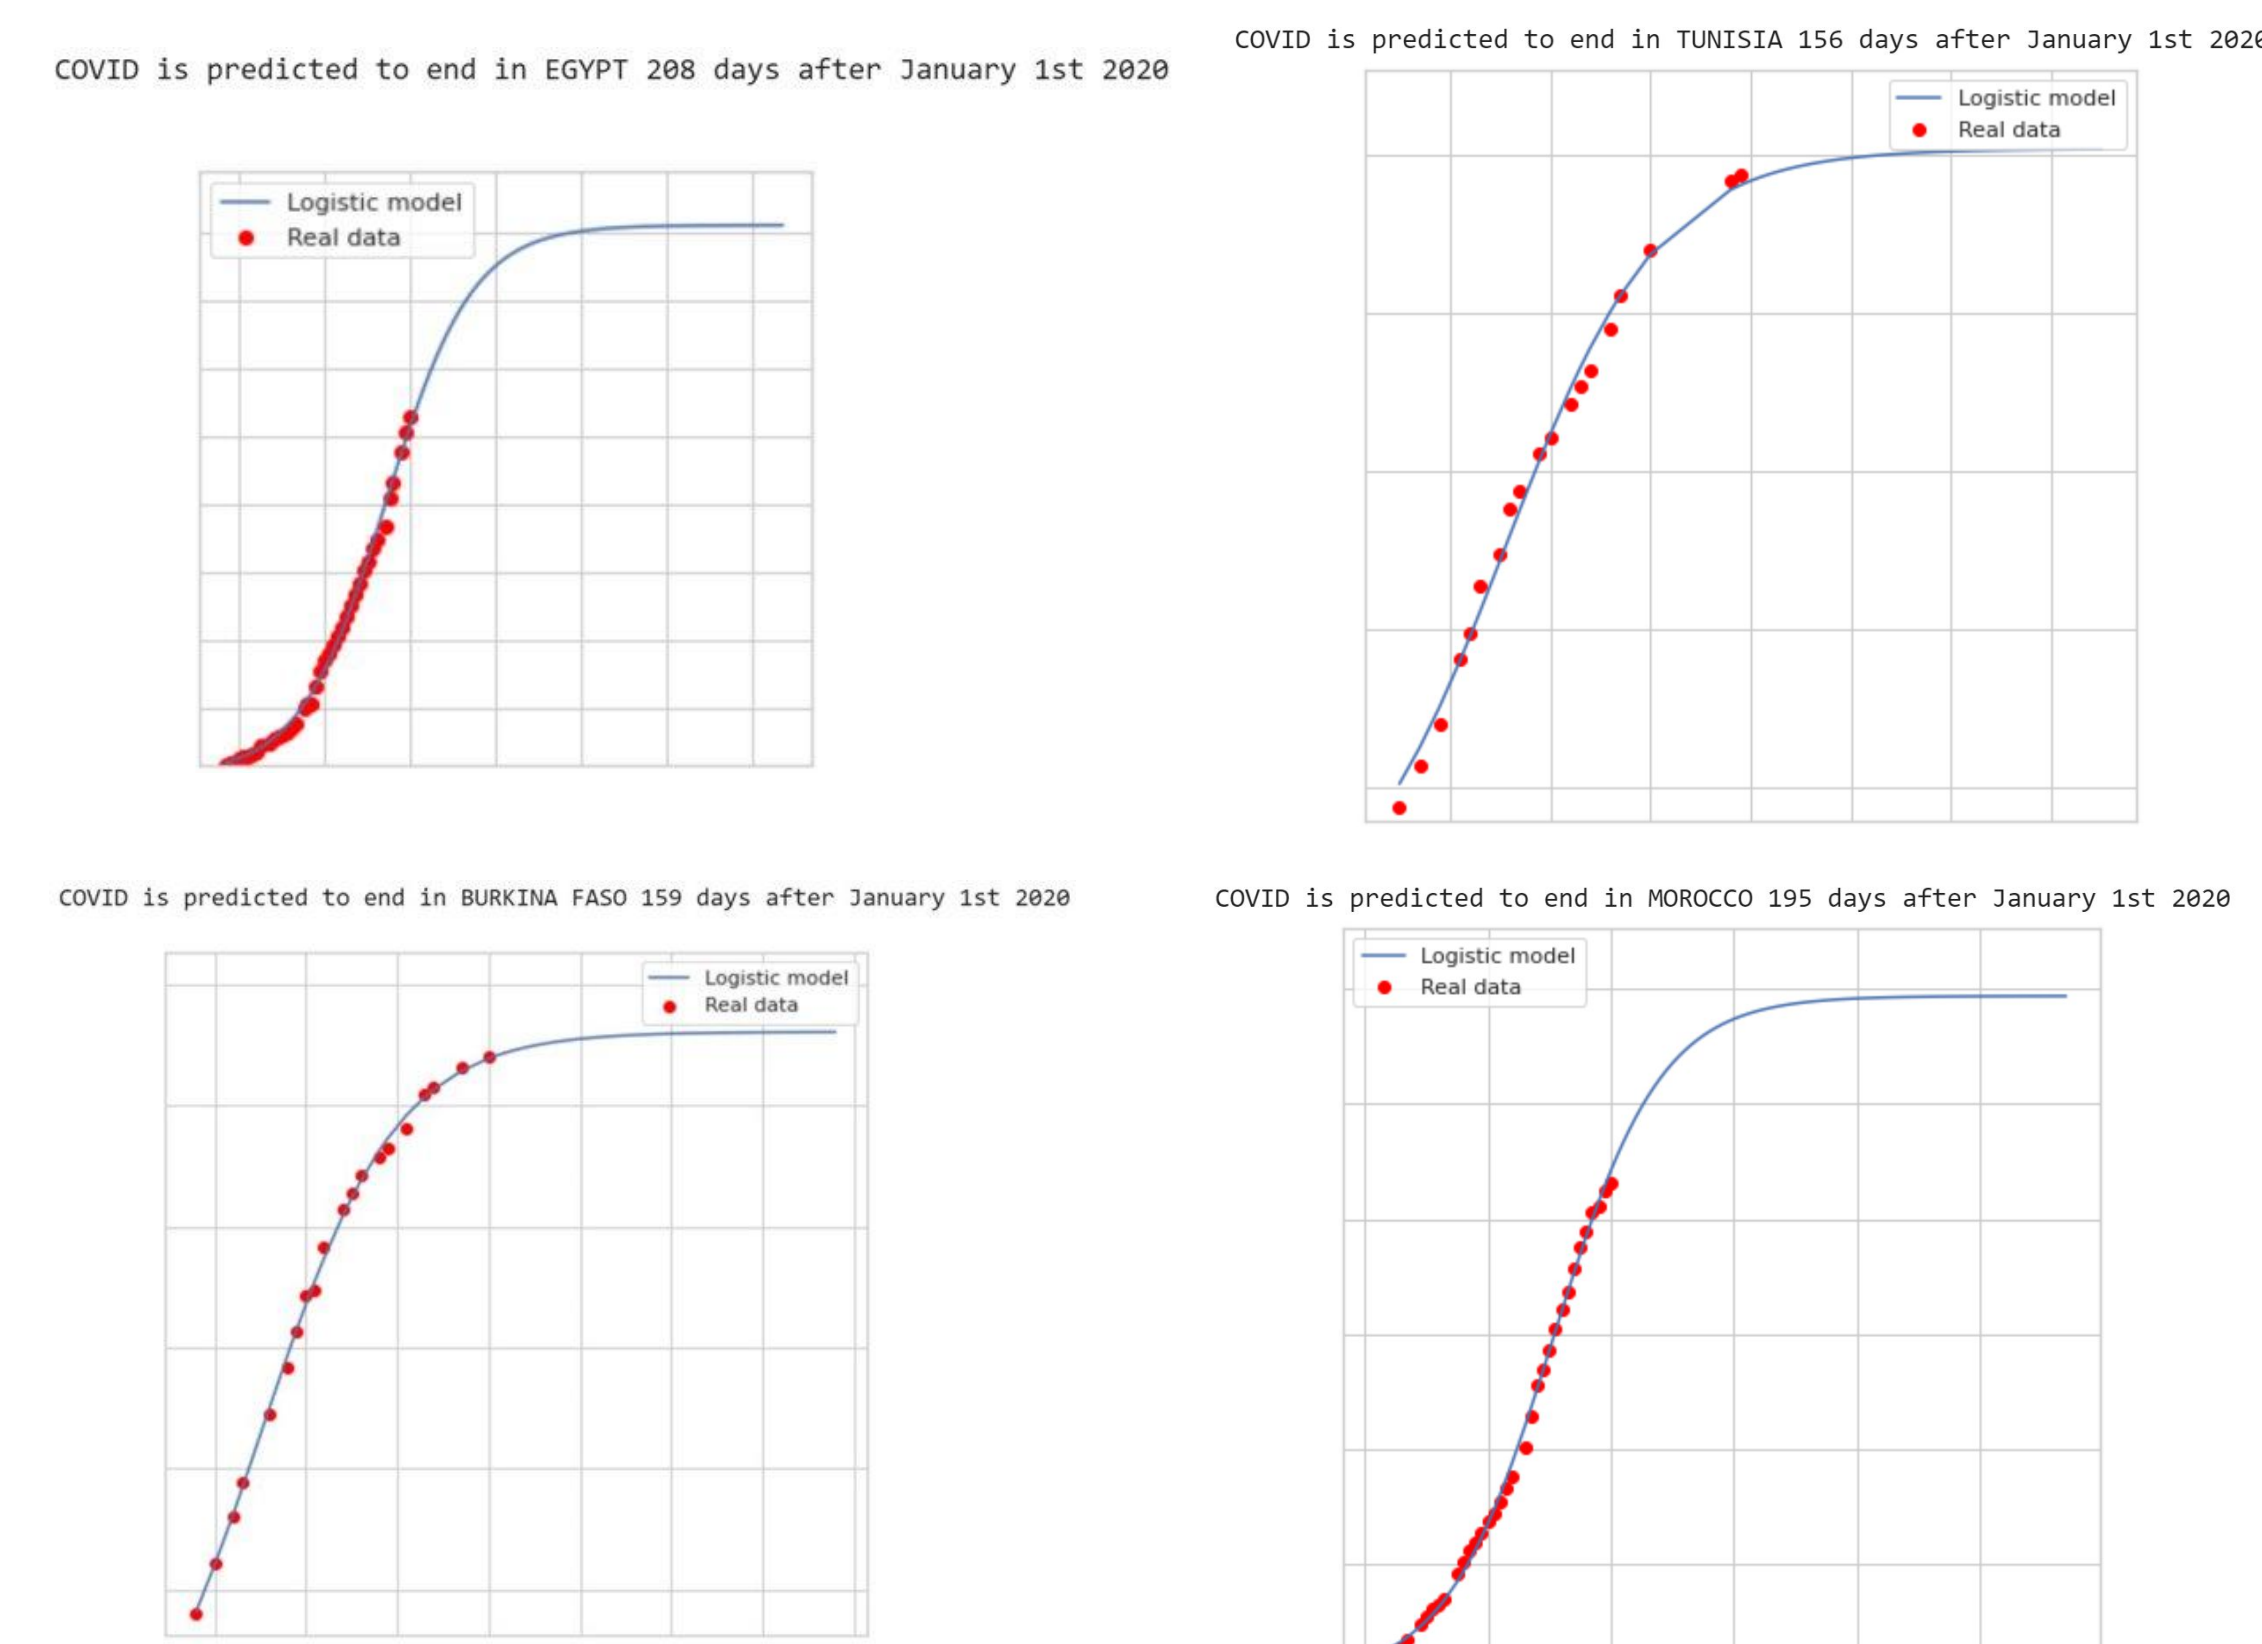 COVID is predicted to end in EGYPT 208 days after January 1st 2020
Logistic model
Real data
COVID is predicted to end in TUNISIA 156 days after January 1st 2020
Logistic model
Real data
COVID is predicted to end in BURKINA FASO 159 days after January 1st 2020
Logistic model
Real data
COVID is predicted to end in MOROCCO 195 days after January 1st 2020
Logistic model
Real data